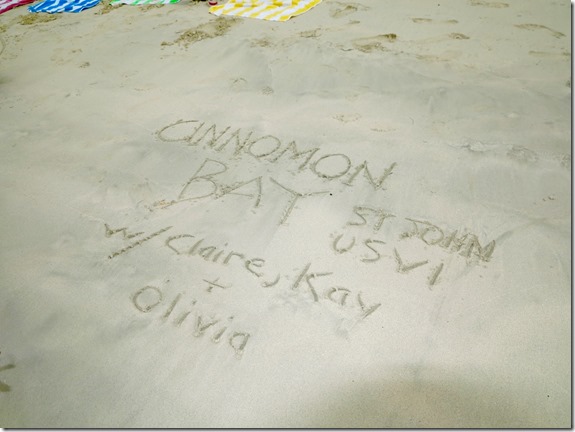 CINNOMON
BAY ST JOHN
USVI
w/ Claire, Kay
+
Olivia